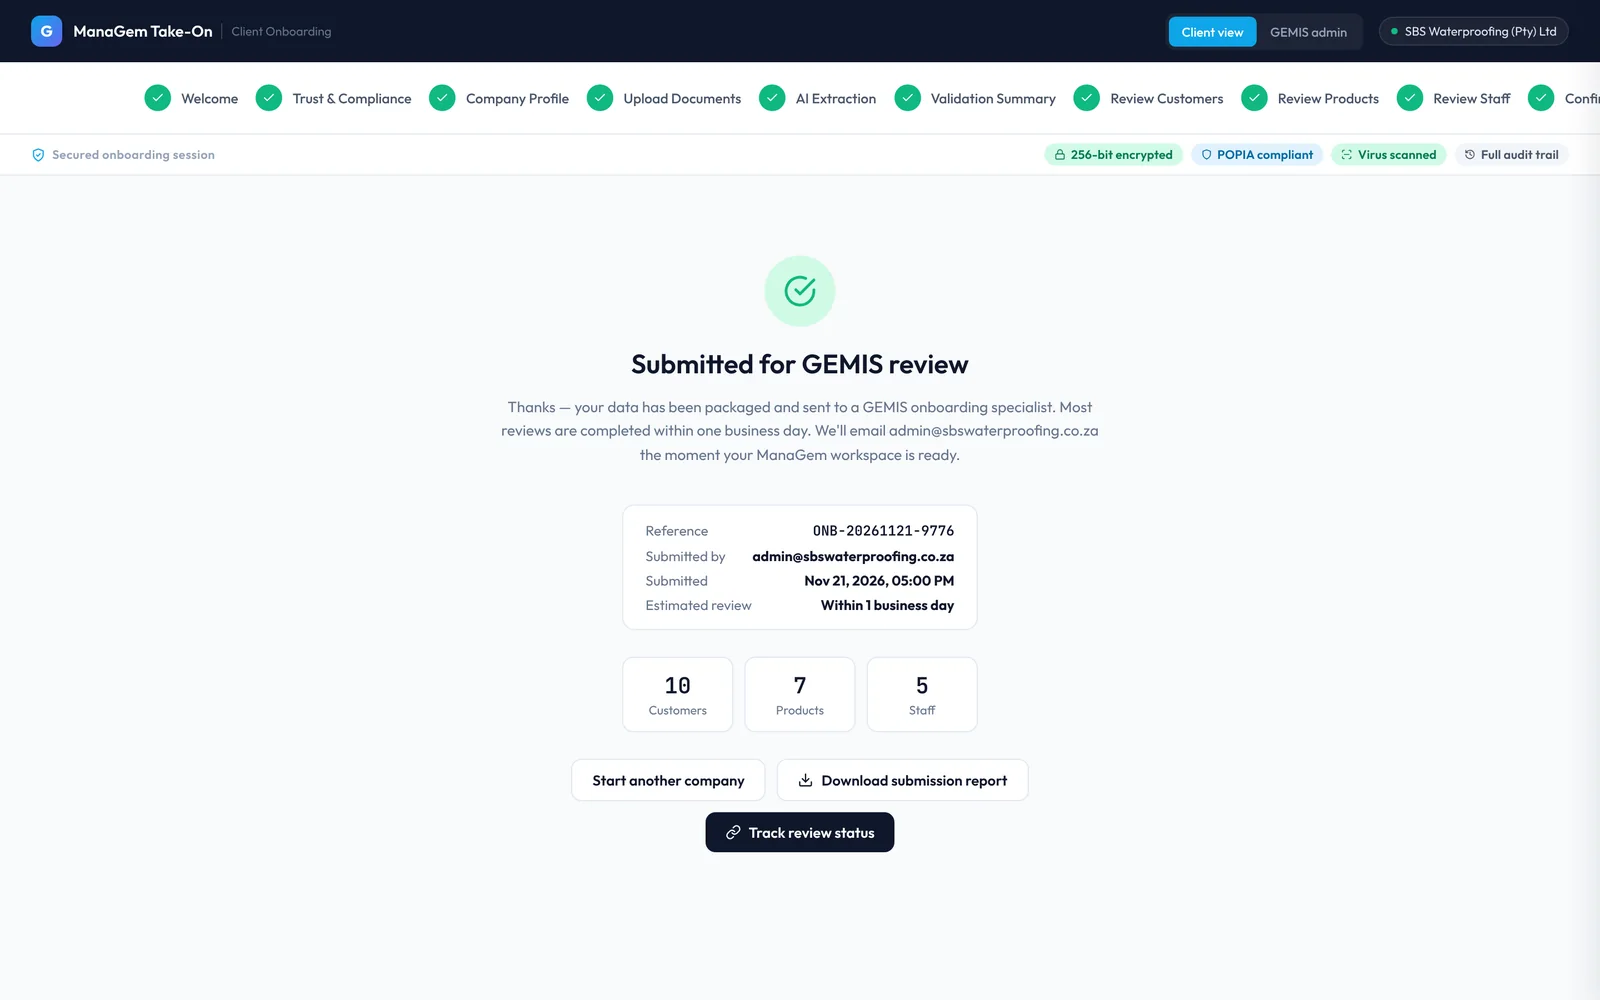 G ManaGem Take-On Client Onboarding Client view GEMIS admin SBS Waterproofing (Pty) Ltd
Welcome Trust & Compliance Company Profile Upload Documents AI Extraction Validation Summary Review Customers Review Products Review Staff Confi
Secured onboarding session 256-bit encrypted POPIA compliant Virus scanned Full audit trail
Submitted for GEMIS review
Thanks — your data has been packaged and sent to a GEMIS onboarding specialist. Most
reviews are completed within one business day. We'll email admin@sbswaterproofing.co.za
the moment your ManaGem workspace is ready.
Reference ONB-20261121-9776
Submitted by admin@sbswaterproofing.co.za
Submitted Nov 21, 2026, 05:00 PM
Estimated review Within 1 business day
10 7 5
Customers Products Staff
Start another company Download submission report
Track review status